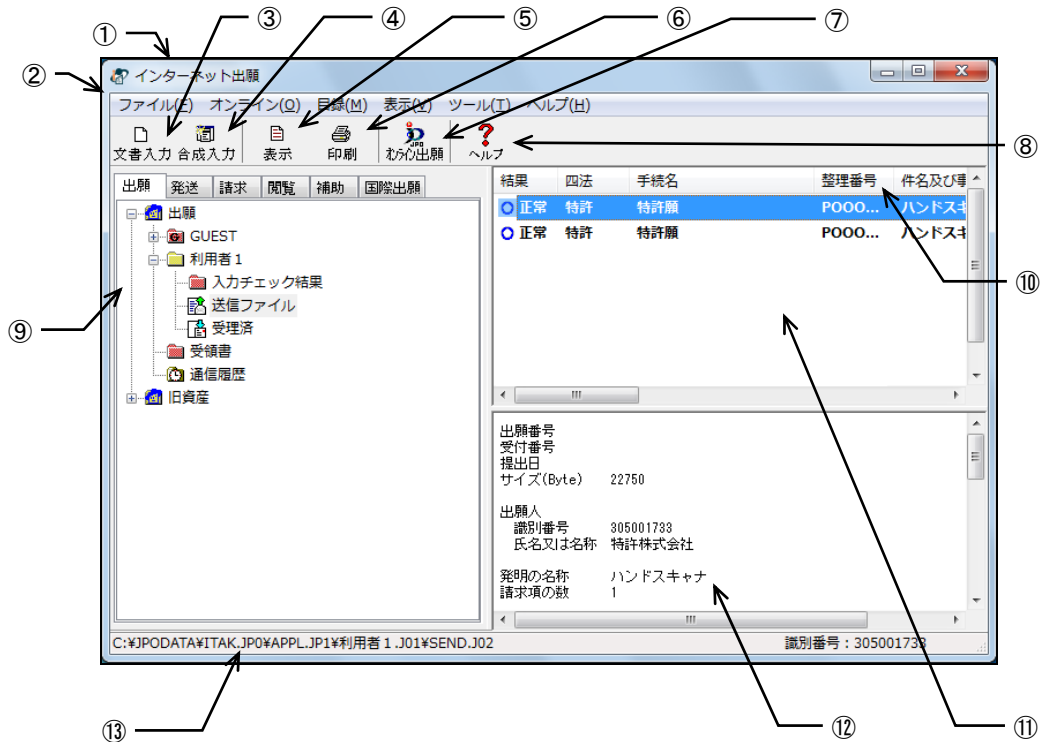 ① ② ③ ④ ⑤ ⑥ ⑦
インターネット出願
ファイル(F) オンライン(O) 目録(M) 表示(V) ツール(T) ヘルプ(H)
文書入力 合成入力 表示 印刷 オンライン出願 ヘルプ
⑧
出願 発送 請求 閲覧 補助 国際出願
出願
GUEST
利用者1
入力チェック結果
送信ファイル
受理済
受領書
通信履歴
旧資産
⑨
結果 四法 手続名 整理番号 件名及び事
正常 特許 特許願 POOO... ハンドスキ
正常 特許 特許願 POOO... ハンドスキ
⑩
出願番号
受付番号
提出日
サイズ(Byte) 22750
出願人
識別番号 305001733
氏名又は名称 特許株式会社
発明の名称 ハンドスキャナ
請求項の数 1
C:¥JPODATA¥ITAK.JP0¥APPL.JP1¥利用者1.J01¥SEND.J02 識別番号:305001733
⑬ ⑫ ⑪